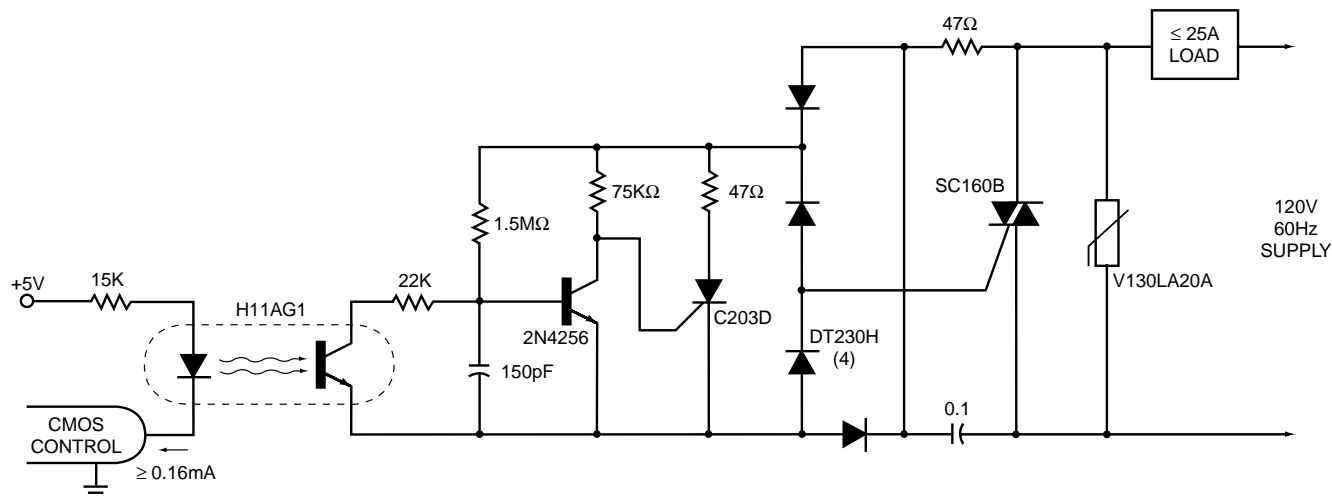 47Ω
≤ 25A
LOAD
75KΩ
47Ω
SC160B
1.5MΩ
120V
60Hz
SUPPLY
+5V
15K
22K
V130LA20A
H11AG1
C203D
2N4256
DT230H
(4)
150pF
0.1
CMOS
CONTROL
≥ 0.16mA